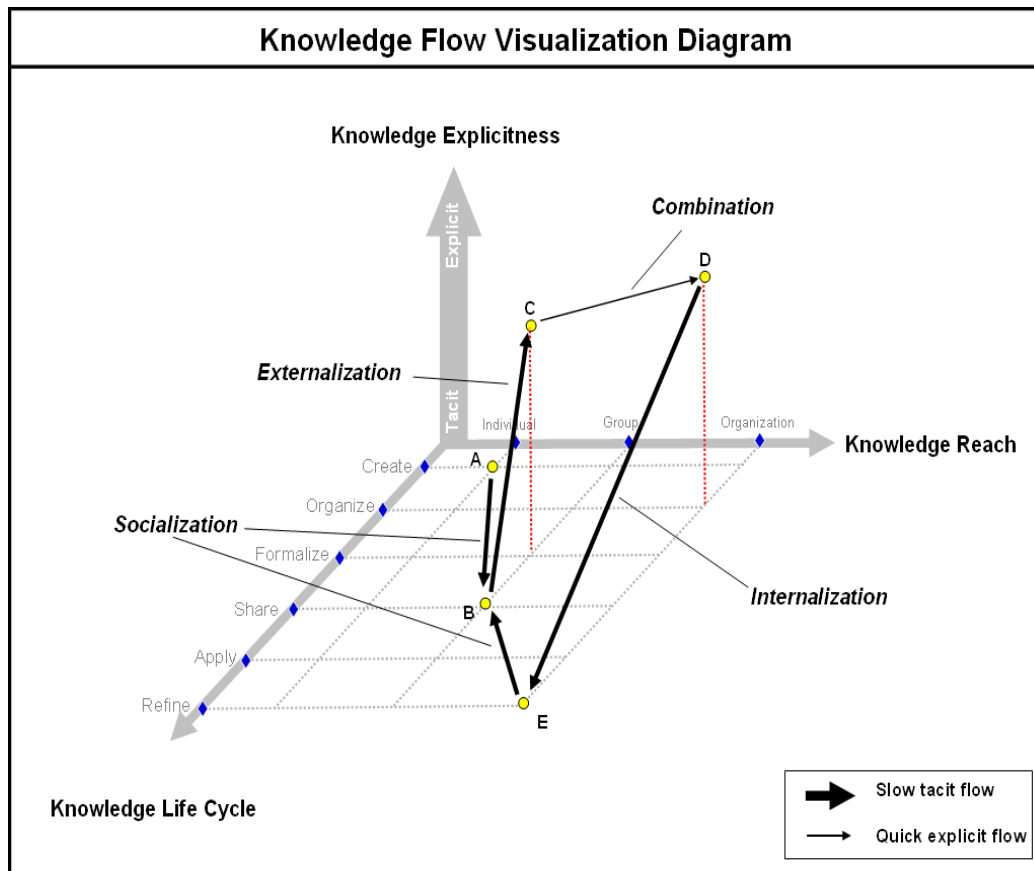 Knowledge Flow Visualization Diagram
Knowledge Explicitness
Combination
Explicit
D
C
Externalization
Tacit
Individual
Group
Organization
Knowledge Reach
A
Create
Organize
Socialization
Formalize
Internalization
B
Share
Apply
Refine
E
Slow tacit flow
Knowledge Life Cycle
Quick explicit flow